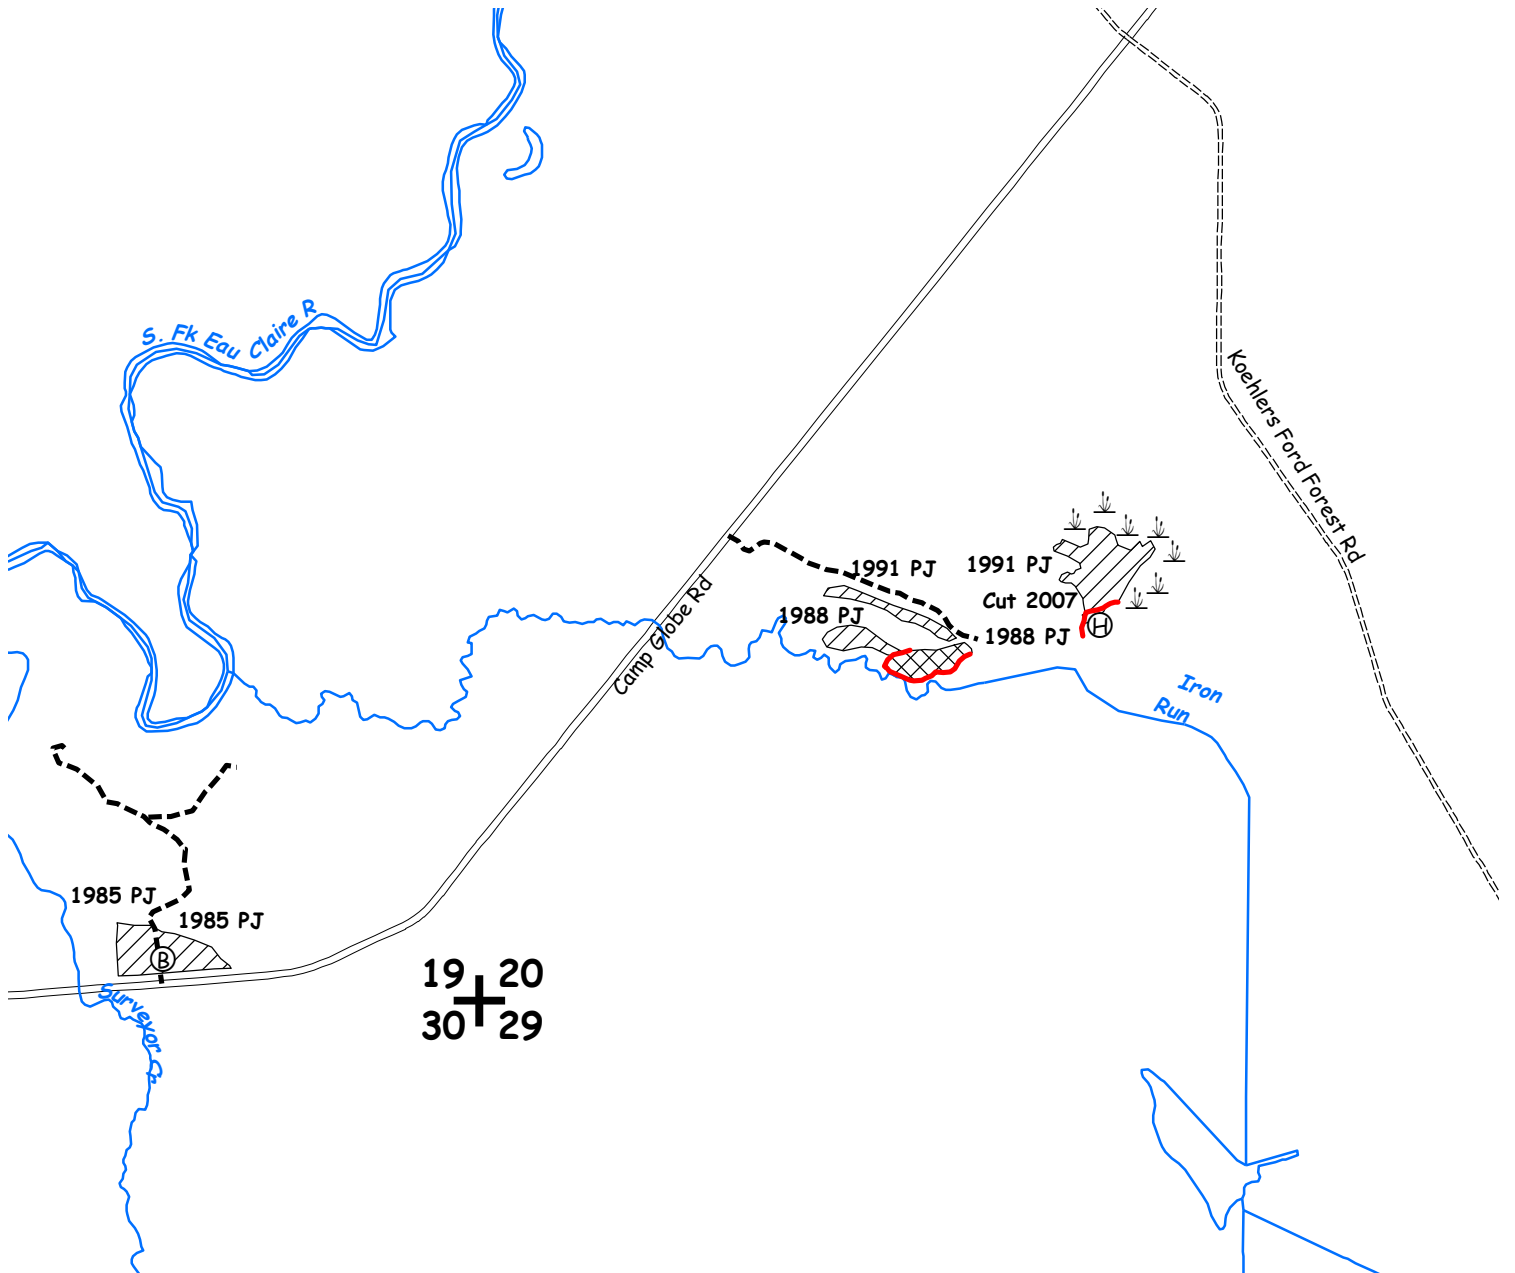 S. Fk Eau Claire R
Koehlers Ford Forest Rd
1991 PJ
1991 PJ
Cut 2007
1988 PJ
1988 PJ
H
Camp Globe Rd
Iron
Run
1985 PJ
1985 PJ
B
19 20
30 29
Surveyor Cr